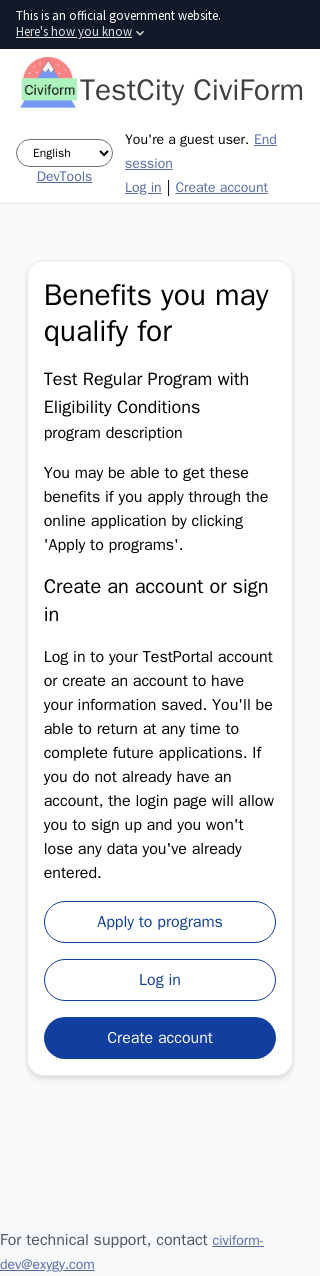 This is an official government website.
Here's how you know
Civiform
TestCity CiviForm
English
DevTools
You're a guest user. End
session
Log in | Create account
Benefits you may
qualify for
Test Regular Program with
Eligibility Conditions
program description
You may be able to get these
benefits if you apply through the
online application by clicking
'Apply to programs'.
Create an account or sign
in
Log in to your TestPortal account
or create an account to have
your information saved. You'll be
able to return at any time to
complete future applications. If
you do not already have an
account, the login page will allow
you to sign up and you won't
lose any data you've already
entered.
Apply to programs
Log in
Create account
For technical support, contact civiform-
dev@exygy.com